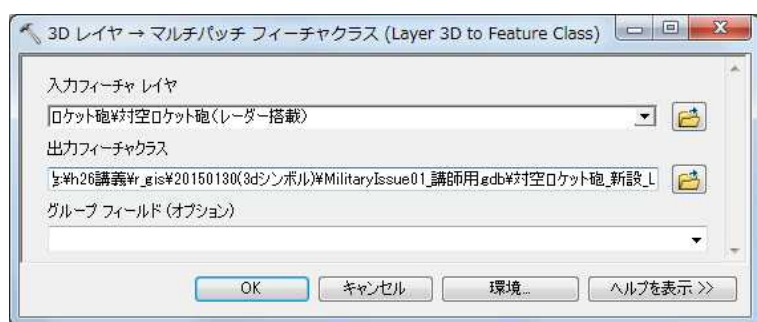 3D レイヤ → マルチパッチ フィーチャクラス (Layer 3D to Feature Class)
入力フィーチャ レイヤ
ロケット砲¥対空ロケット砲(レーダー搭載)
出力フィーチャクラス
g:¥h26講義¥r_gis¥20150130(3dシンボル)¥MilitaryIssue01_講師用.gdb¥対空ロケット砲_新設_L
グループ フィールド (オプション)
OK キャンセル 環境... ヘルプを表示 >>